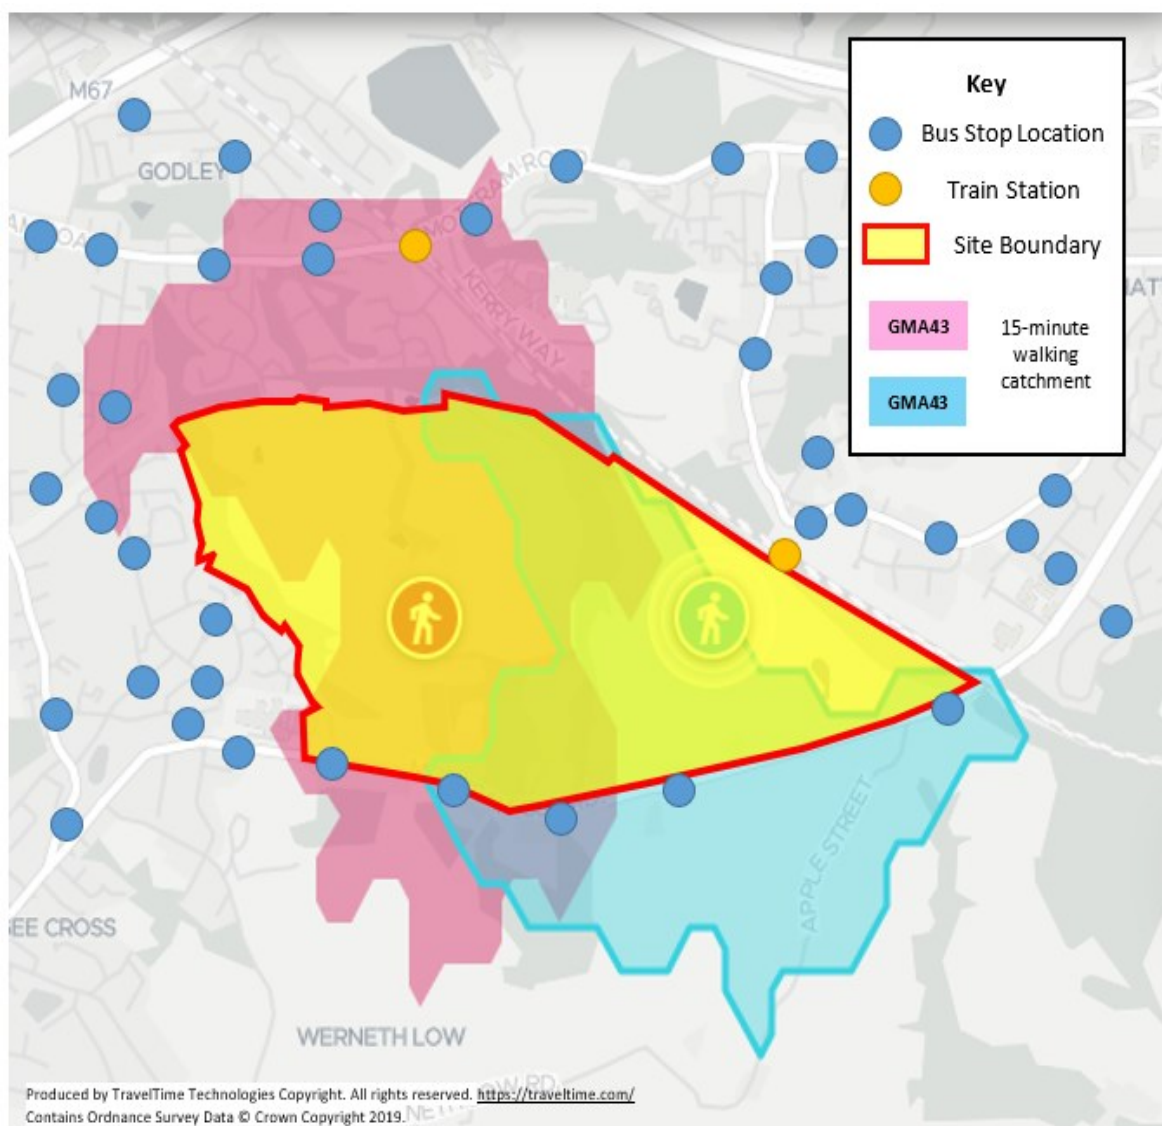 M67
GODLEY
MOTTRAM ROAD
KERRY WAY
Key
Bus Stop Location
Train Station
Site Boundary
GMA43
15-minute
walking
catchment
GMA43
APPLE STREET
EE CROSS
WERNETH LOW
OW RD.
Produced by TravelTime Technologies Copyright. All rights reserved. https://traveltime.com/
Contains Ordnance Survey Data © Crown Copyright 2019.